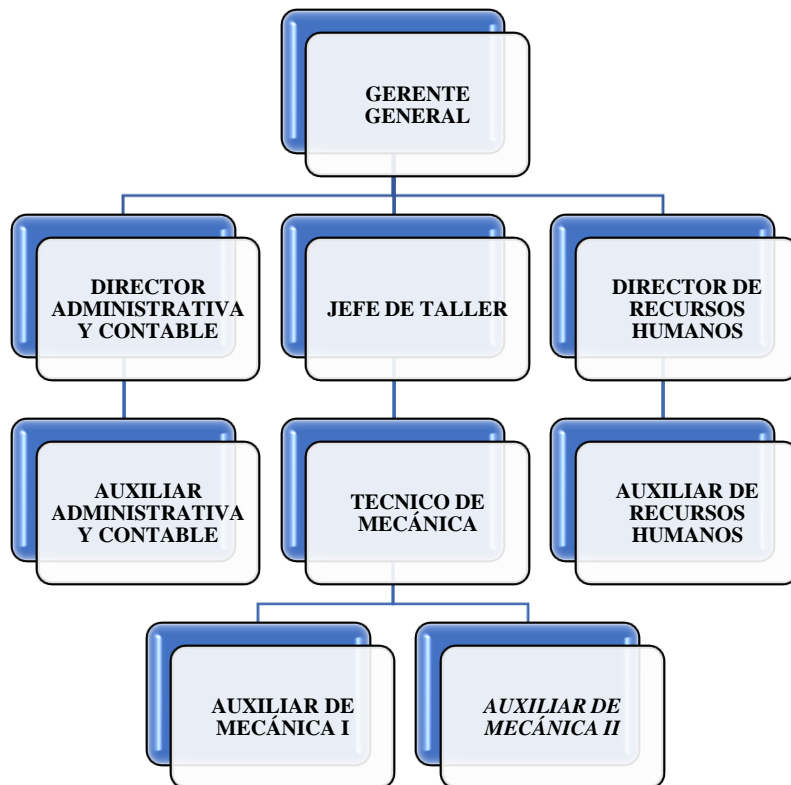 GERENTE
GENERAL
DIRECTOR
ADMINISTRATIVA
Y CONTABLE
JEFE DE TALLER
DIRECTOR DE
RECURSOS
HUMANOS
AUXILIAR
ADMINISTRATIVA
Y CONTABLE
TECNICO DE
MECÁNICA
AUXILIAR DE
RECURSOS
HUMANOS
AUXILIAR DE
MECÁNICA I
AUXILIAR DE
MECÁNICA II